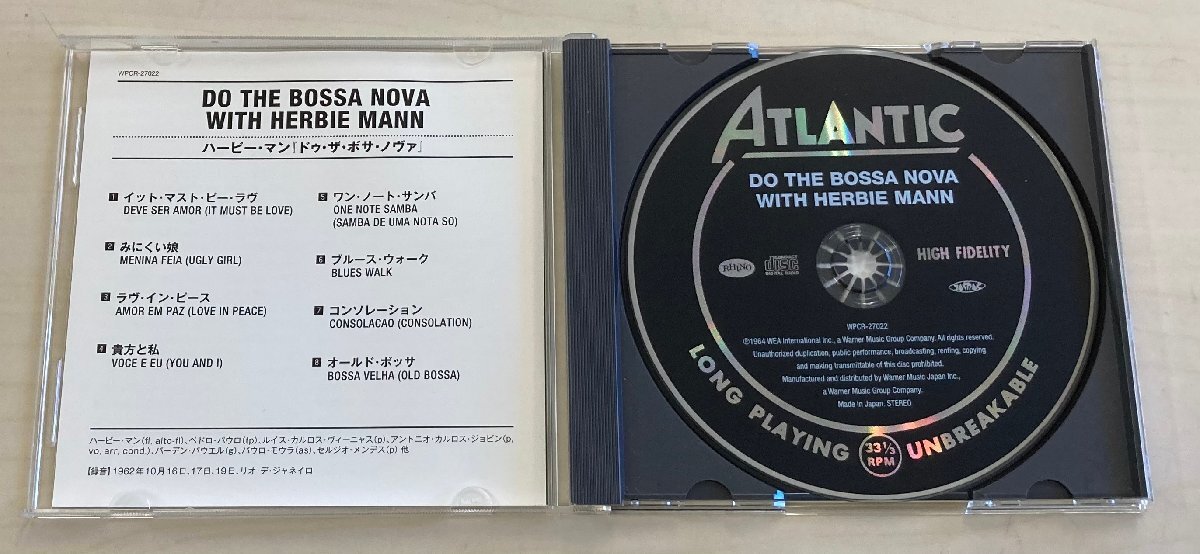 WPCR-27022
DO THE BOSSA NOVA
WITH HERBIE MANN
ハービー・マン『ドゥ・ザ・ボサ・ノヴァ』
1 イット・マスト・ビー・ラヴ
DEVE SER AMOR (IT MUST BE LOVE)
2 みにくい娘
MENINA FEIA (UGLY GIRL)
3 ラヴ・イン・ピース
AMOR EM PAZ (LOVE IN PEACE)
4 貴方と私
VOCE E EU (YOU AND I)
5 ワン・ノート・サンバ
ONE NOTE SAMBA
(SAMBA DE UMA NOTA SO)
6 ブルース・ウォーク
BLUES WALK
7 コンソレーション
CONSOLACAO (CONSOLATION)
8 オールド・ボッサ
BOSSA VELHA (OLD BOSSA)
ハービー・マン(fl, alto-fl)、ペドロ・パウロ(tp)、ルイス・カルロス・ヴィーニャス(p)、アントニオ・カルロス・ジョビン(p,
vo, arr, cond.)、バーデン・パウエル(g)、パウロ・モウラ(as)、セルジオ・メンデス(p) 他
【録音】1962年10月16日、17日、19日、リオ デ・ジャネイロ
ATLANTIC
DO THE BOSSA NOVA
WITH HERBIE MANN
RHINO
COMPACT
disc
DIGITAL AUDIO
HIGH FIDELITY
WPCR-27022
Ⓟ1964 WEA International Inc., a Warner Music Group Company. All rights reserved.
Unauthorized duplication, public performance, broadcasting, renting, copying
and making transmittable of this disc prohibited.
Manufactured and distributed by Warner Music Japan Inc.,
a Warner Music Group Company.
Made in Japan. STEREO
LONG PLAYING 33 1/3 RPM UNBREAKABLE